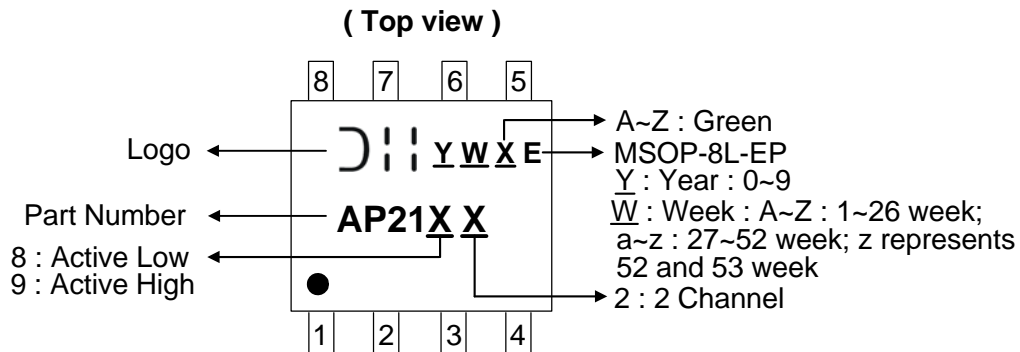 ( Top view )
8 7 6 5
Logo
Y W X E
A~Z : Green
MSOP-8L-EP
Y : Year : 0~9
W : Week : A~Z : 1~26 week;
a~z : 27~52 week; z represents
52 and 53 week
Part Number
AP21X X
8 : Active Low
9 : Active High
2 : 2 Channel
1 2 3 4